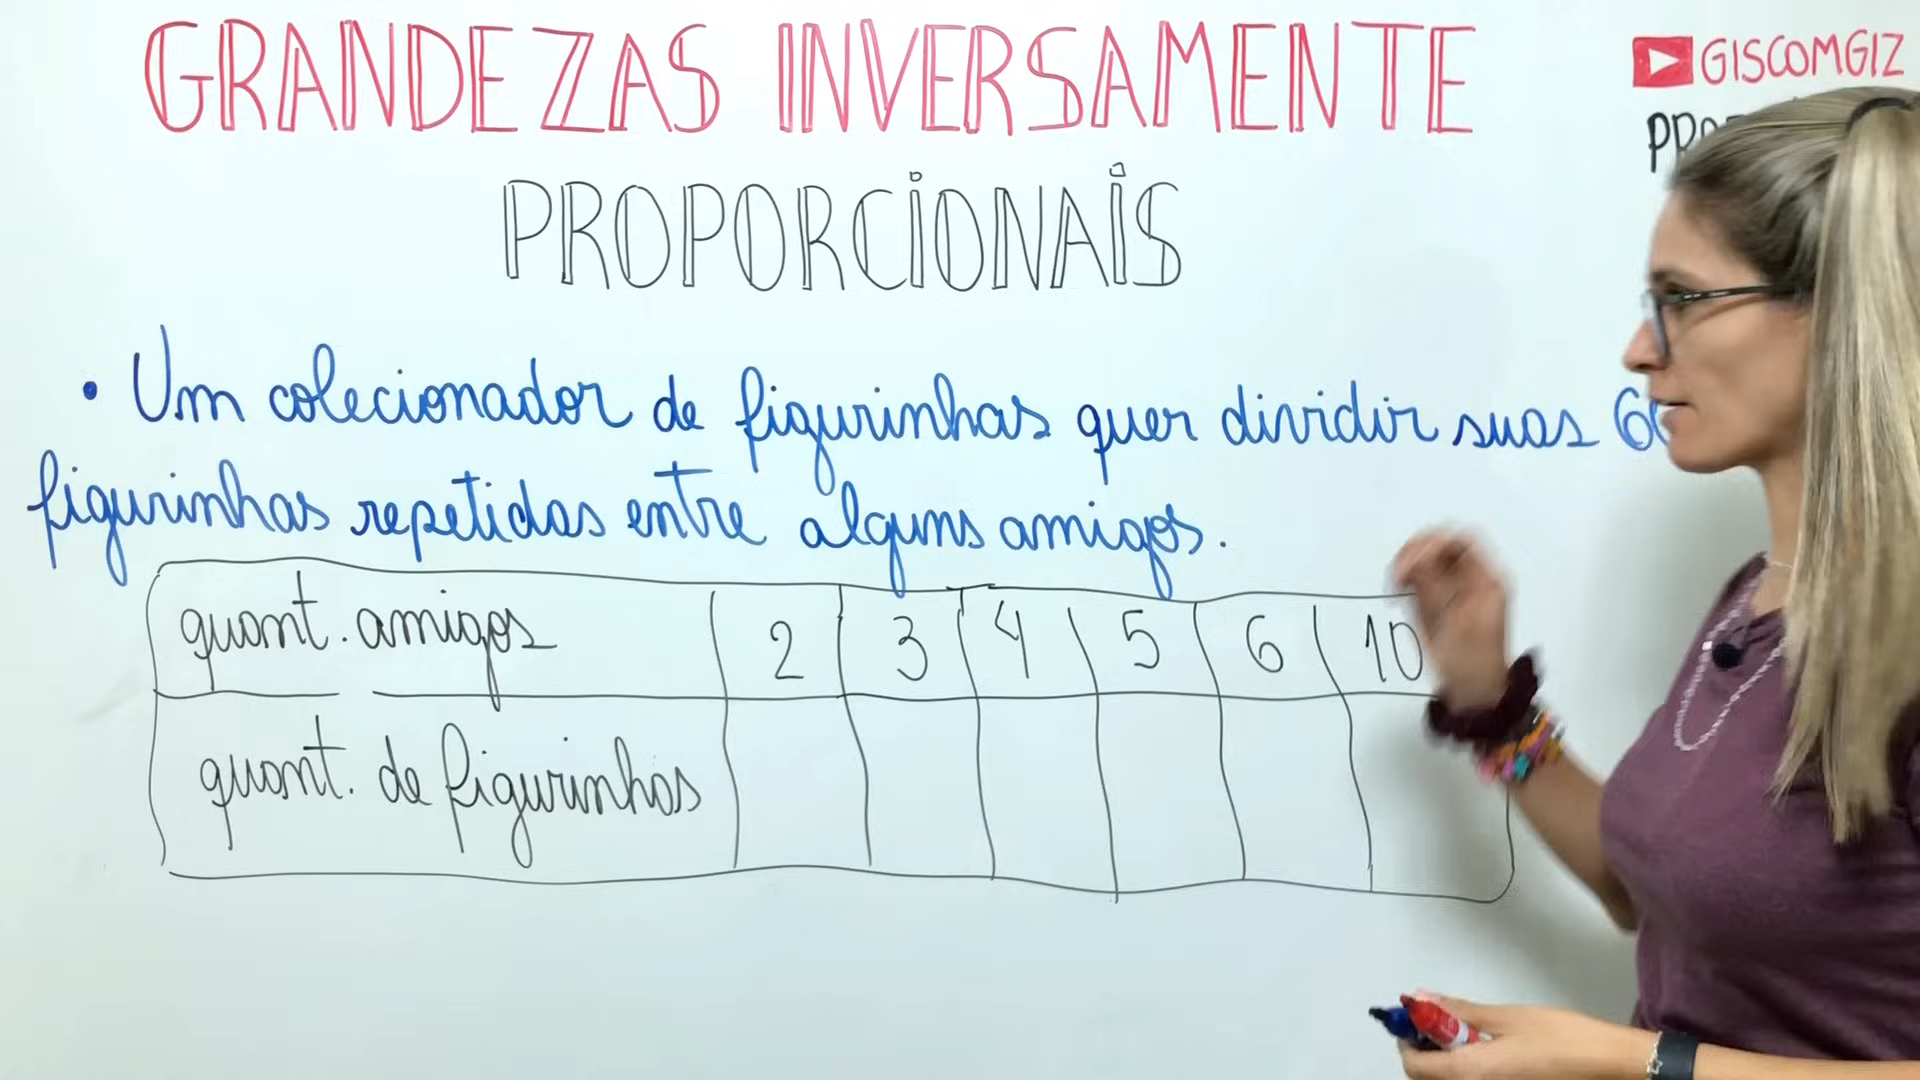 GRANDEZAS INVERSAMENTE
GISCOMGIZ
PROPORCIONAIS
• Um colecionador de figurinhas quer dividir suas
figurinhas repetidas entre alguns amigos.
quant. amigos 2 3 4 5 6 10
quant. de figurinhas